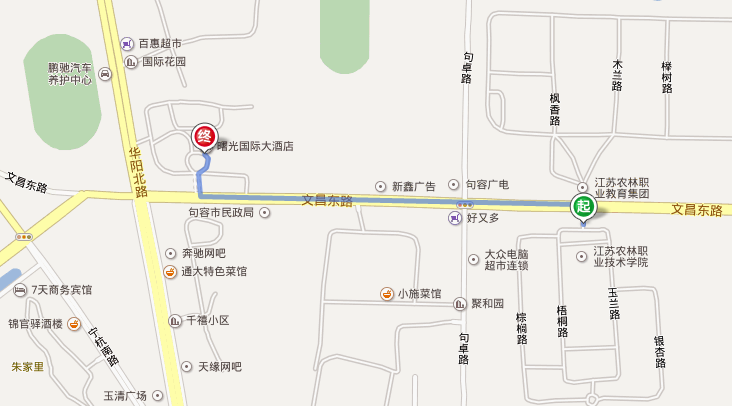 百惠超市
国际花园
鹏驰汽车
养护中心
句卓路
木兰路
榉树路
枫香路
华阳北路
终
曙光国际大酒店
文昌东路
新鑫广告
句容广电
江苏农林职
业教育集团
文昌东路
起
文昌东路
句容市民政局
好又多
奔驰网吧
通大特色菜馆
大众电脑
超市连锁
江苏农林职
业技术学院
7天商务宾馆
小施菜馆
聚和园
玉兰路
梧桐路
棕榈路
锦官驿酒楼
千禧小区
宁杭南路
句卓路
银杏路
朱家里
天缘网吧
玉清广场